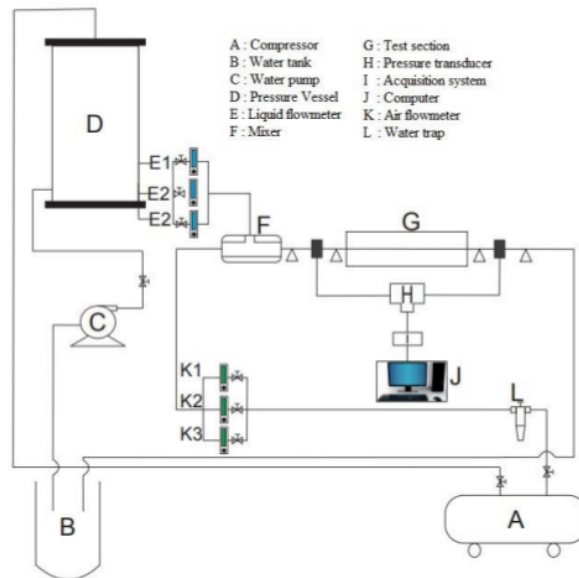 A : Compressor
B : Water tank
C : Water pump
D : Pressure Vessel
E : Liquid flowmeter
F : Mixer
G : Test section
H : Pressure transducer
I : Acquisition system
J : Computer
K : Air flowmeter
L : Water trap
D
E1
E2
E2
F
G
H
I
J
C
K1
K2
K3
L
B
A